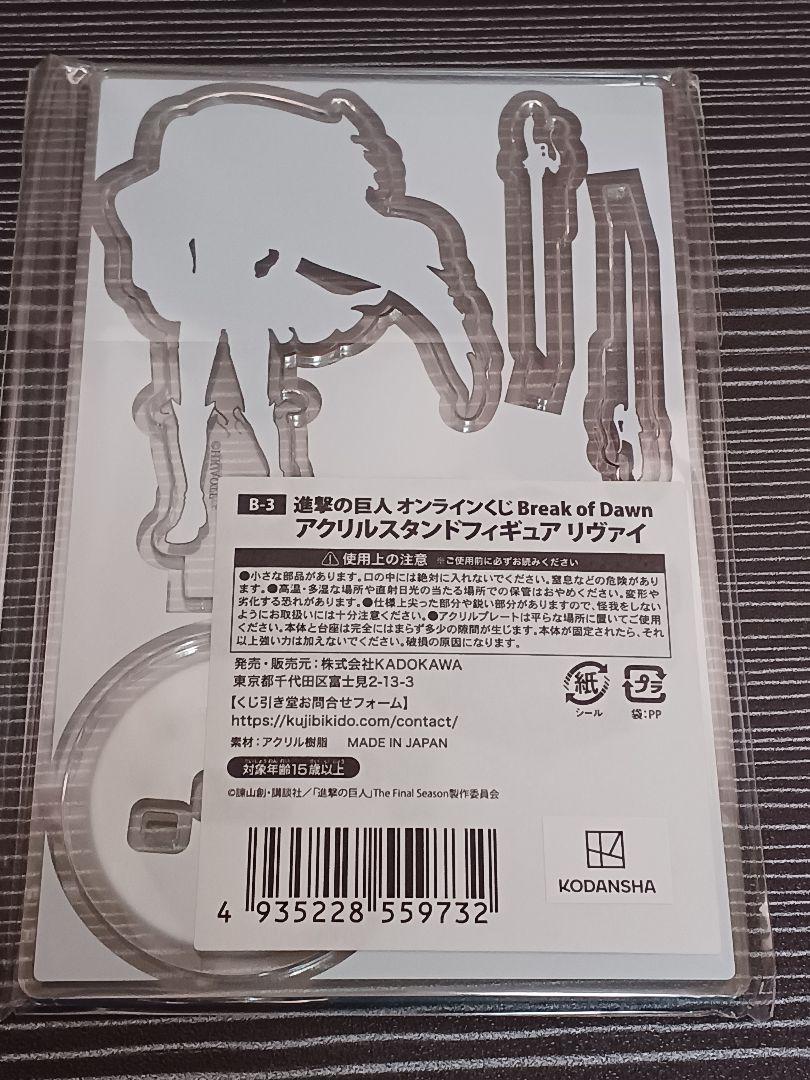 B-3 進撃の巨人 オンラインくじ Break of Dawn
アクリルスタンドフィギュア リヴァイ
使用上の注意 ※ご使用前に必ずお読みください
●小さな部品があります。口の中には絶対に入れないでください。窒息などの危険があり
ます。●高温・多湿な場所や直射日光の当たる場所での保管はおやめください。変形や
劣化する恐れがあります。●仕様上尖った部分や鋭い部分がありますので、怪我をしない
ようにお取扱いには十分注意ください。●アクリルプレートは平らな場所に置いてご使用
ください。本体と台座は完全にはまらず多少の隙間が生じます。本体が固定されたら、それ
以上強い力は加えないでください。破損の原因になります。
発売・販売元:株式会社KADOKAWA
東京都千代田区富士見2-13-3
【くじ引き堂お問合せフォーム】
https://kujibikido.com/contact/
素材:アクリル樹脂 MADE IN JAPAN
対象年齢15歳以上
©諫山創・講談社/「進撃の巨人」The Final Season製作委員会
紙
シール
プラ
袋:PP
4 935228 559732
KODANSHA